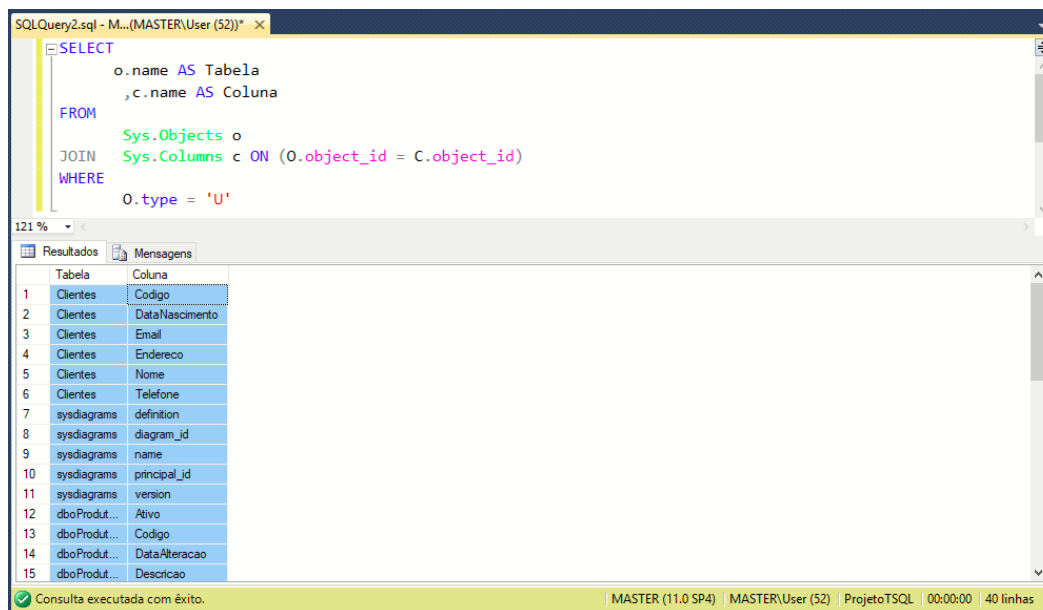 SQLQuery2.sql - M...(MASTER\User (52))*
SELECT
o.name AS Tabela
,c.name AS Coluna
FROM
Sys.Objects o
JOIN Sys.Columns c ON (O.object_id = C.object_id)
WHERE
O.type = 'U'
121 %
Resultados Mensagens
Tabela Coluna
1 Clientes Codigo
2 Clientes DataNascimento
3 Clientes Email
4 Clientes Endereco
5 Clientes Nome
6 Clientes Telefone
7 sysdiagrams definition
8 sysdiagrams diagram_id
9 sysdiagrams name
10 sysdiagrams principal_id
11 sysdiagrams version
12 dboProdut... Ativo
13 dboProdut... Codigo
14 dboProdut... DataAlteracao
15 dboProdut... Descricao
Consulta executada com êxito. MASTER (11.0 SP4) MASTER\User (52) ProjetoTSQL 00:00:00 40 linhas